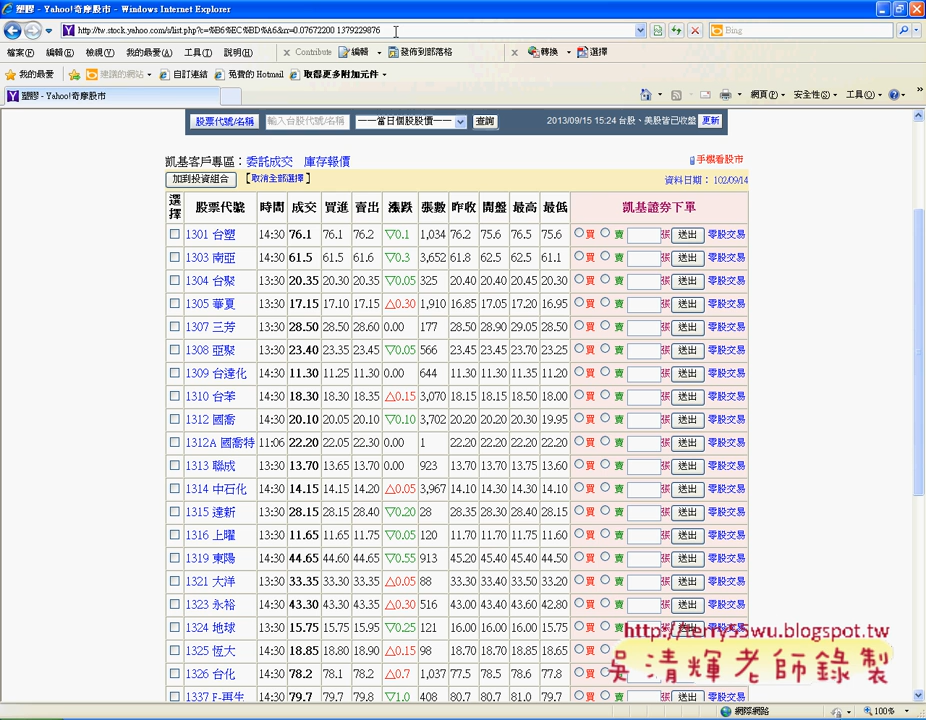 塑膠 - Yahoo!奇摩股市 - Windows Internet Explorer
http://tw.stock.yahoo.com/s/list.php?c=%B6%EC%BD%A6&rr=0.07672200 1379229876
Bing
檔案(F) 編輯(E) 檢視(V) 我的最愛(A) 工具(T) 說明(H)
Contribute 編輯 發佈到部落格
轉換 選擇
我的最愛 建議的網站 自訂連結 免費的 Hotmail 取得更多附加元件
塑膠 - Yahoo!奇摩股市
網頁(P) 安全性(S) 工具(O)
股票代號/名稱 輸入台股代號/名稱 ──當日個股股價── 查詢 2013/09/15 15:24 台股、美股皆已收盤 更新
凱基客戶專區: 委託成交 庫存報價 手機看股市
加到投資組合 【取消全部選擇】 資料日期: 102/09/14
選擇 股票代號 時間 成交 買進 賣出 漲跌 張數 昨收 開盤 最高 最低 凱基證券下單
1301 台塑 14:30 76.1 76.1 76.2 ▽0.1 1,034 76.2 75.6 76.5 75.6 買 賣 張 送出 零股交易
1303 南亞 14:30 61.5 61.5 61.6 ▽0.3 3,652 61.8 62.5 62.5 61.1 買 賣 張 送出 零股交易
1304 台聚 13:30 20.35 20.30 20.35 ▽0.05 325 20.40 20.40 20.45 20.30 買 賣 張 送出 零股交易
1305 華夏 13:30 17.15 17.10 17.15 △0.30 1,910 16.85 17.05 17.20 16.95 買 賣 張 送出 零股交易
1307 三芳 13:30 28.50 28.50 28.60 0.00 177 28.50 28.90 29.05 28.50 買 賣 張 送出 零股交易
1308 亞聚 13:30 23.40 23.35 23.45 ▽0.05 566 23.45 23.45 23.70 23.25 買 賣 張 送出 零股交易
1309 台達化 14:30 11.30 11.25 11.30 0.00 644 11.30 11.30 11.35 11.20 買 賣 張 送出 零股交易
1310 台苯 14:30 18.30 18.30 18.35 △0.15 3,070 18.15 18.15 18.50 18.00 買 賣 張 送出 零股交易
1312 國喬 14:30 20.10 20.05 20.10 ▽0.10 3,702 20.20 20.20 20.30 19.95 買 賣 張 送出 零股交易
1312A 國喬特 11:06 22.20 22.05 22.30 0.00 1 22.20 22.20 22.20 22.20 買 賣 張 送出 零股交易
1313 聯成 13:30 13.70 13.65 13.70 0.00 923 13.70 13.70 13.75 13.60 買 賣 張 送出 零股交易
1314 中石化 14:30 14.15 14.15 14.20 △0.05 3,967 14.10 14.30 14.30 14.10 買 賣 張 送出 零股交易
1315 達新 14:30 28.15 28.15 28.40 ▽0.20 28 28.35 28.30 28.40 28.15 買 賣 張 送出 零股交易
1316 上曜 14:30 11.65 11.65 11.75 ▽0.05 120 11.70 11.70 11.75 11.60 買 賣 張 送出 零股交易
1319 東陽 14:30 44.65 44.60 44.65 ▽0.55 913 45.20 45.40 45.40 44.50 買 賣 張 送出 零股交易
1321 大洋 14:30 33.35 33.30 33.35 △0.05 88 33.30 33.40 33.50 33.20 買 賣 張 送出 零股交易
1323 永裕 14:30 43.30 43.30 43.35 △0.30 516 43.00 43.40 43.60 42.80 買 賣 張 送出 零股交易
1324 地球 14:30 15.75 15.75 15.95 ▽0.25 121 16.00 16.00 16.00 15.75 買 賣 張 送出 零股交易
http://terry55wu.blogspot.tw
1325 恆大 14:30 18.85 18.80 18.90 △0.15 98 18.70 18.70 18.85 18.65 買
吳清輝老師錄製
1326 台化 14:30 78.2 78.1 78.2 △0.7 1,037 77.5 78.5 78.6 77.8 買
1337 F-再生 14:30 79.7 79.7 79.8 ▽1.0 408 80.7 80.7 81.0 79.7 買 賣 張 送出 零股交易
網際網路 100%